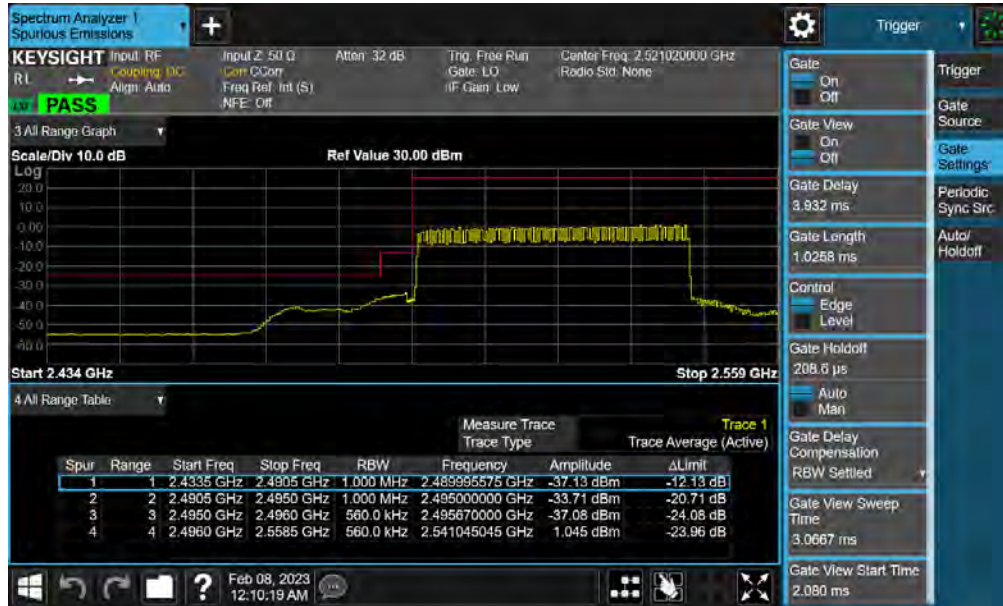 Spectrum Analyzer 1
Spurious Emissions
+
Trigger
KEYSIGHT
RL
PASS
Input: RF
Coupling: DC
Align: Auto
Input Z: 50 Ω
Corr CCorr
Freq Ref: Int (S)
NFE: Off
Atten: 32 dB
Trig: Free Run
Gate: LO
IF Gain: Low
Center Freq: 2.521020000 GHz
Radio Std: None
3 All Range Graph
Scale/Div 10.0 dB
Ref Value 30.00 dBm
Log
20.0
10.0
0.00
-10.0
-20.0
-30.0
-40.0
-50.0
-60.0
Start 2.434 GHz
Stop 2.559 GHz
4 All Range Table
Measure Trace Trace 1
Trace Type Trace Average (Active)
Spur Range Start Freq Stop Freq RBW Frequency Amplitude ΔLimit
1 1 2.4335 GHz 2.4905 GHz 1.000 MHz 2.489995575 GHz -37.13 dBm -12.13 dB
2 2 2.4905 GHz 2.4950 GHz 1.000 MHz 2.495000000 GHz -33.71 dBm -20.71 dB
3 3 2.4950 GHz 2.4960 GHz 560.0 kHz 2.495670000 GHz -37.08 dBm -24.08 dB
4 4 2.4960 GHz 2.5585 GHz 560.0 kHz 2.541045045 GHz 1.045 dBm -23.96 dB
?
Feb 08, 2023
12:10:19 AM
Gate
On
Off
Gate View
On
Off
Gate Delay
3.932 ms
Gate Length
1.0258 ms
Control
Edge
Level
Gate Holdoff
208.6 µs
Auto
Man
Gate Delay
Compensation
RBW Settled
Gate View Sweep
Time
3.0667 ms
Gate View Start Time
2.080 ms
Trigger
Gate
Source
Gate
Settings
Periodic
Sync Src
Auto/
Holdoff